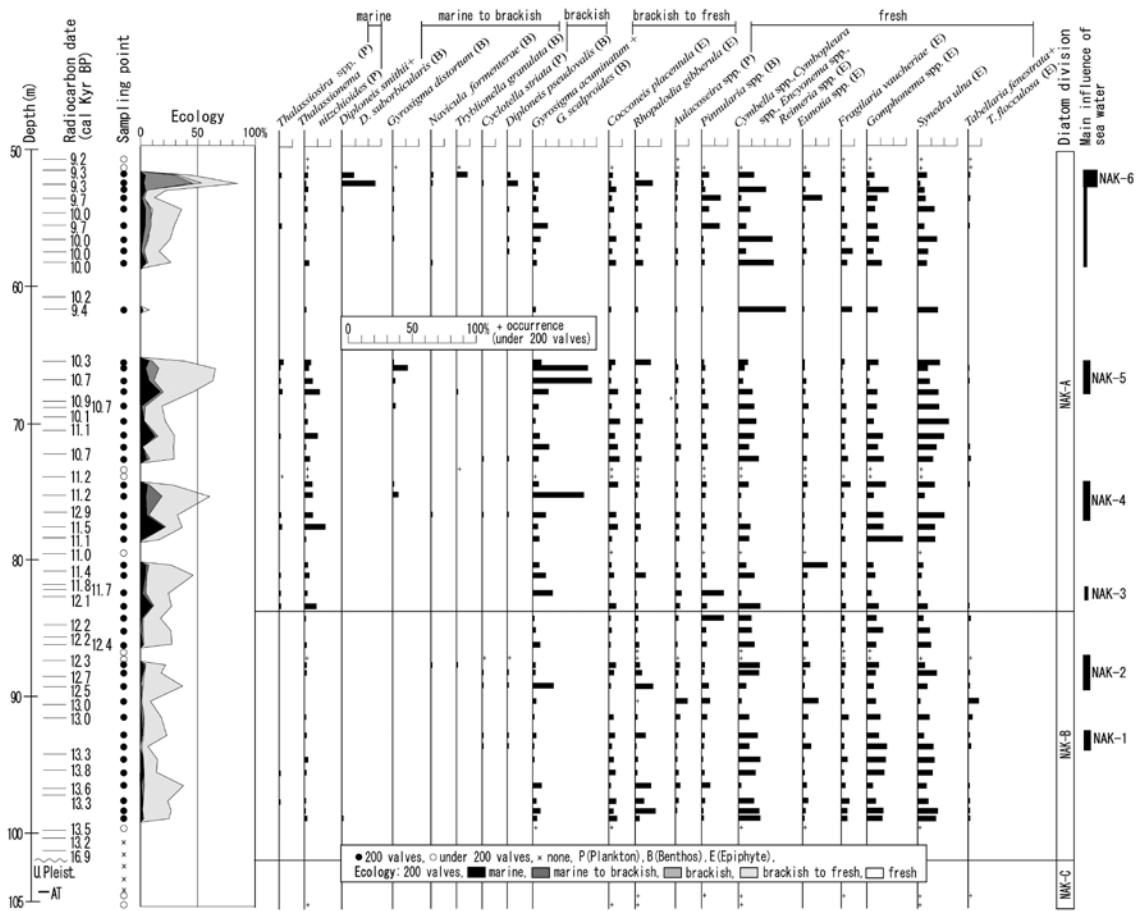 marine
marine to brackish
brackish
brackish to fresh
fresh
Depth(m)
Radiocarbon date
(cal Kyr BP)
Sampling point
Ecology
0 50 100%
Thalassiosira spp. (P)
Thalassionema
nitzschioides (P)
Diploneis smithii+
D. suborbicularis (B)
Gyrosigma distortum (B)
Navicula formenterae (B)
Tryblionella granulata (B)
Cyclotella striata (P)
Diploneis pseudovalis (B)
Gyrosigma acuminatum +
G. scalproides (B)
Cocconeis placentula (E)
Rhopalodia gibberula (E)
Aulacoseira spp. (P)
Pinnularia spp. (B)
Cymbella spp. Cymbopleura
spp., Encyonema spp.,
Reimeria spp. (E)
Eunotia spp. (E)
Fragilaria vaucheriae (E)
Gomphonema spp. (E)
Synedra ulna (E)
Tabellaria fenestrata+
T. flocculosa (E)
Diatom division
Main influence of
sea water
50
60
70
80
90
100
105
9.2
9.3
9.3
9.7
10.0
9.7
10.0
10.0
10.0
10.2
9.4
10.3
10.7
10.9
10.7
10.1
11.1
10.7
11.2
11.2
12.9
11.5
11.1
11.0
11.4
11.8
11.7
12.1
12.2
12.2
12.4
12.3
12.7
12.5
13.0
13.0
13.3
13.8
13.6
13.3
13.5
13.2
16.9
U.Pleist.
AT
0 50 100% + occurrence
(under 200 valves)
NAK-A
NAK-B
NAK-C
NAK-6
NAK-5
NAK-4
NAK-3
NAK-2
NAK-1
● 200 valves, ○ under 200 valves, × none, P(Plankton), B(Benthos), E(Epiphyte),
Ecology: 200 valves, marine, marine to brackish, brackish, brackish to fresh, fresh